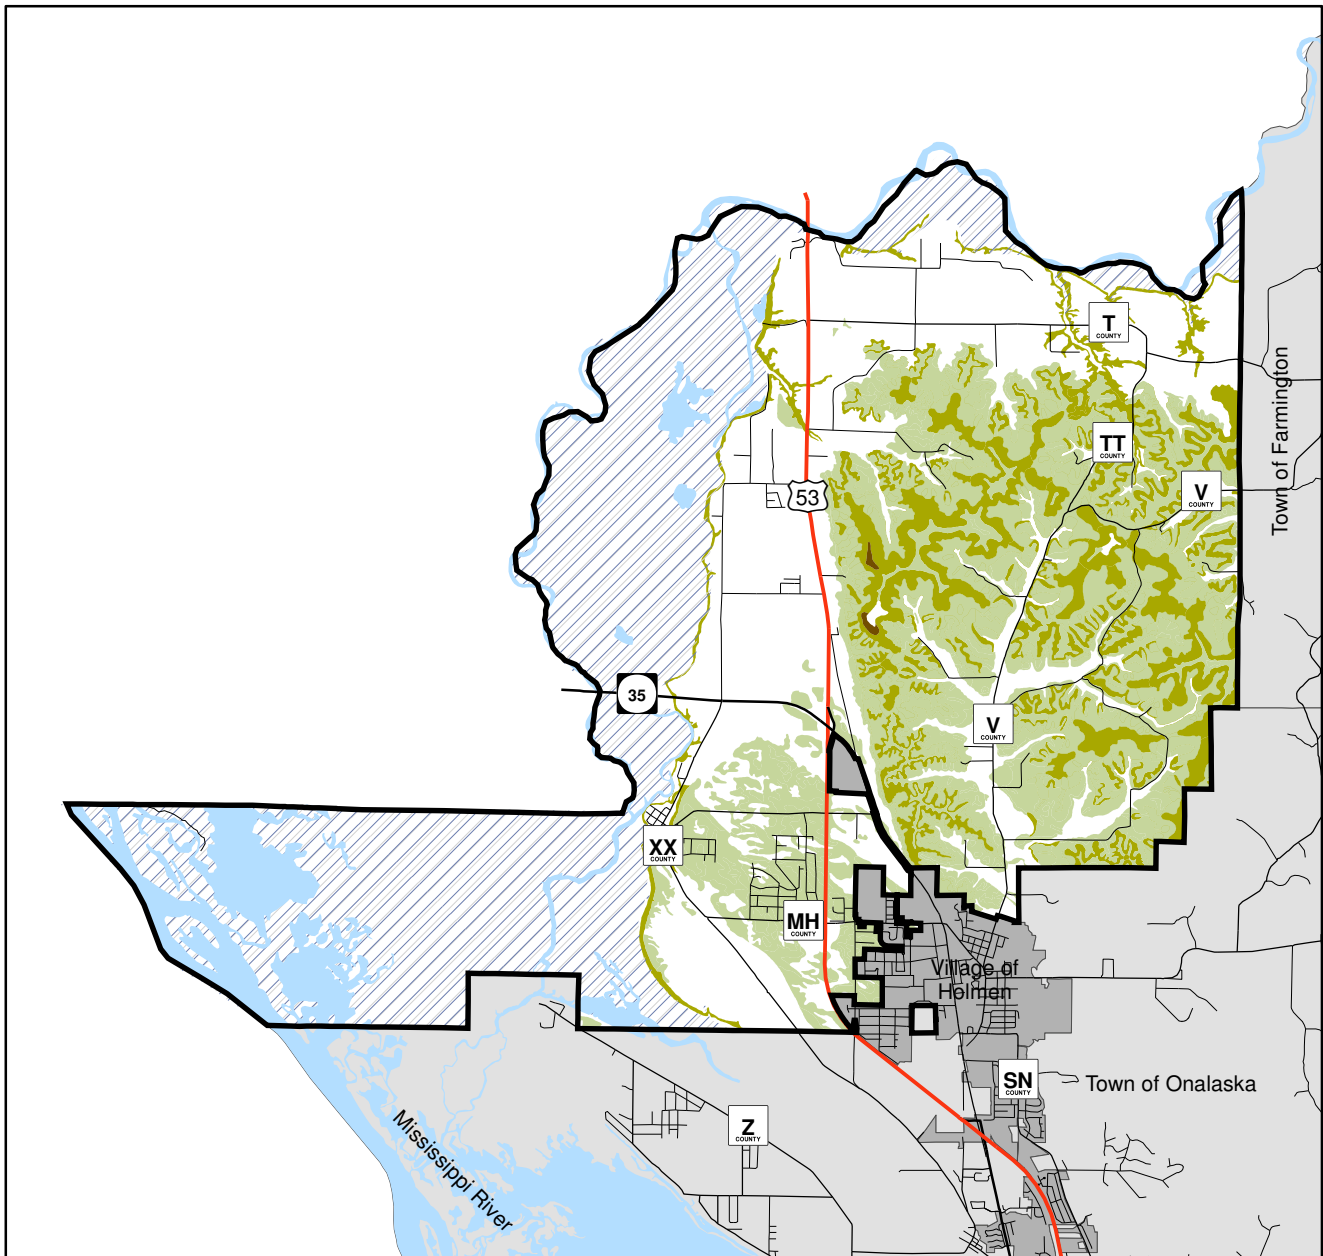 T
COUNTY
Town of Farmington
TT
COUNTY
V
COUNTY
53
35
V
COUNTY
XX
COUNTY
MH
COUNTY
Village of
Holmen
SN
COUNTY
Town of Onalaska
Z
COUNTY
Mississippi River